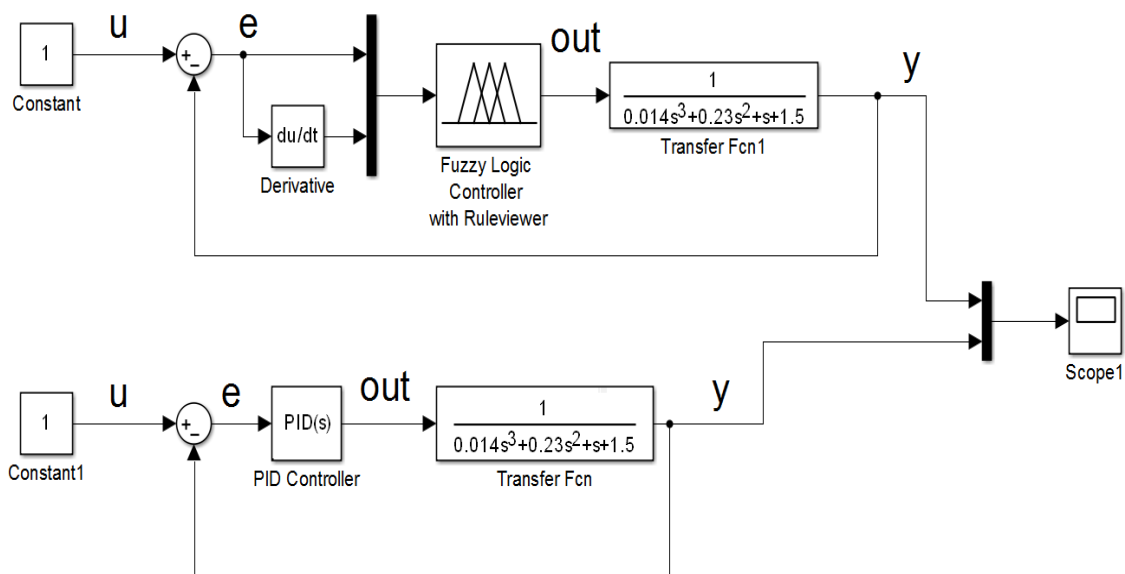 u
e
out
y
1
Constant
+
−
du/dt
Derivative
Fuzzy Logic
Controller
with Ruleviewer
1
0.014s³+0.23s²+s+1.5
Transfer Fcn1
Scope1
u
e
out
y
1
Constant1
+
−
PID(s)
PID Controller
1
0.014s³+0.23s²+s+1.5
Transfer Fcn